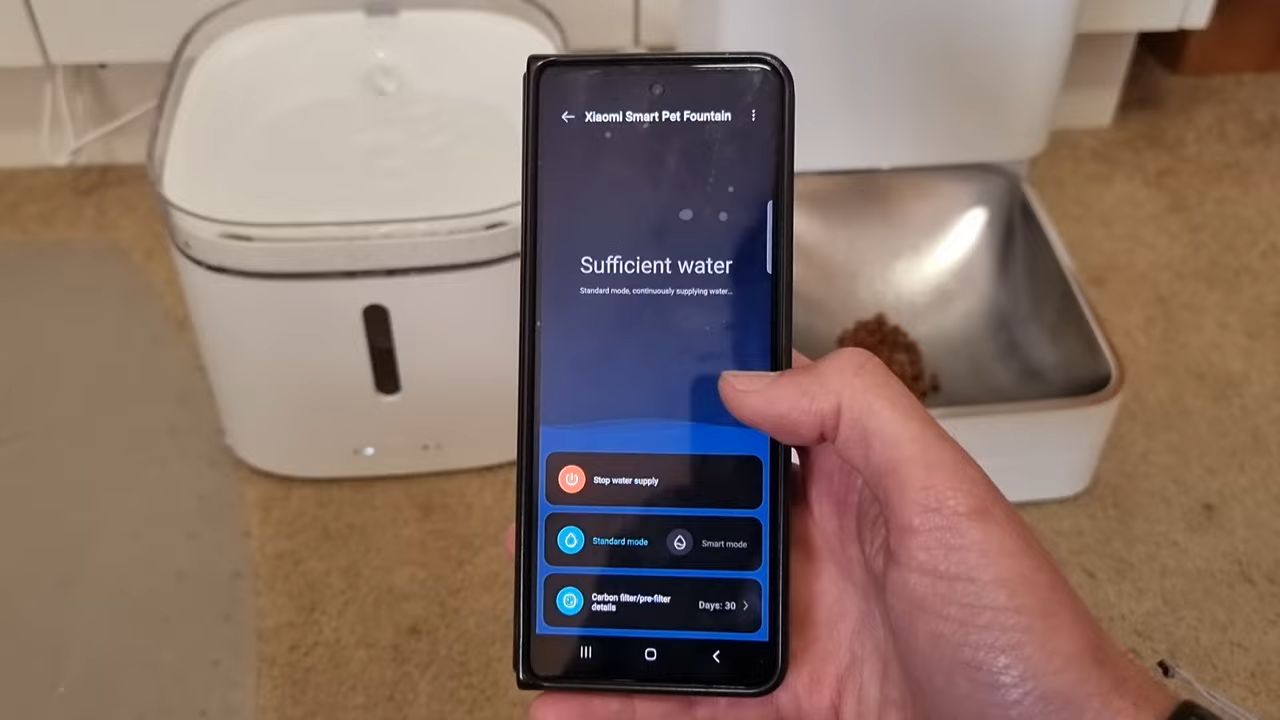 Xiaomi Smart Pet Fountain
Sufficient water
Standard mode, continuously supplying water...
Stop water supply
Standard mode
Smart mode
Carbon filter/pre-filter
details
Days: 30